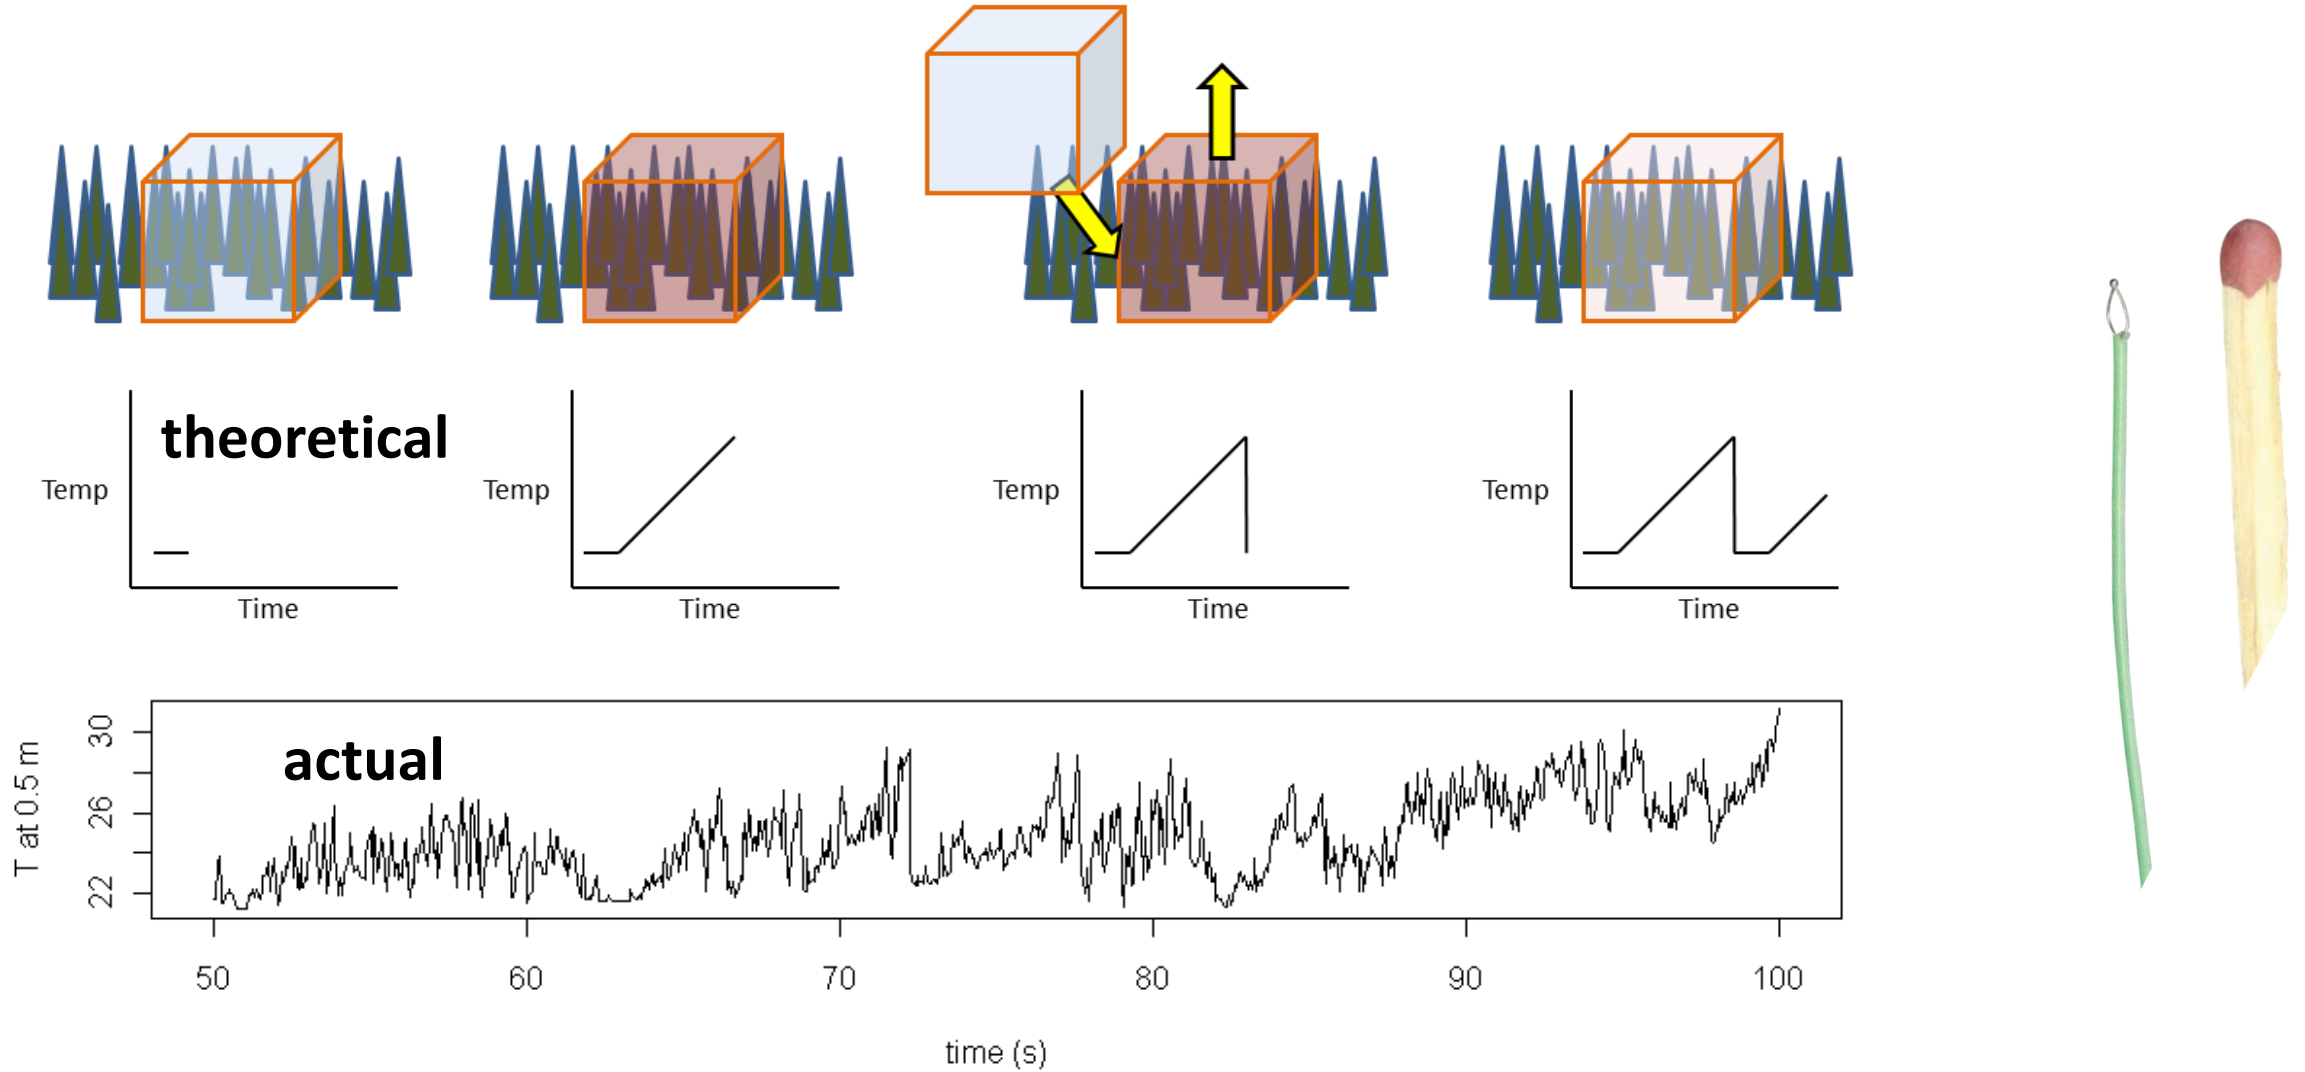 theoretical
Temp
Time
Temp
Time
Temp
Time
Temp
Time
actual
T at 0.5 m
22
26
30
50
60
70
80
90
100
time (s)